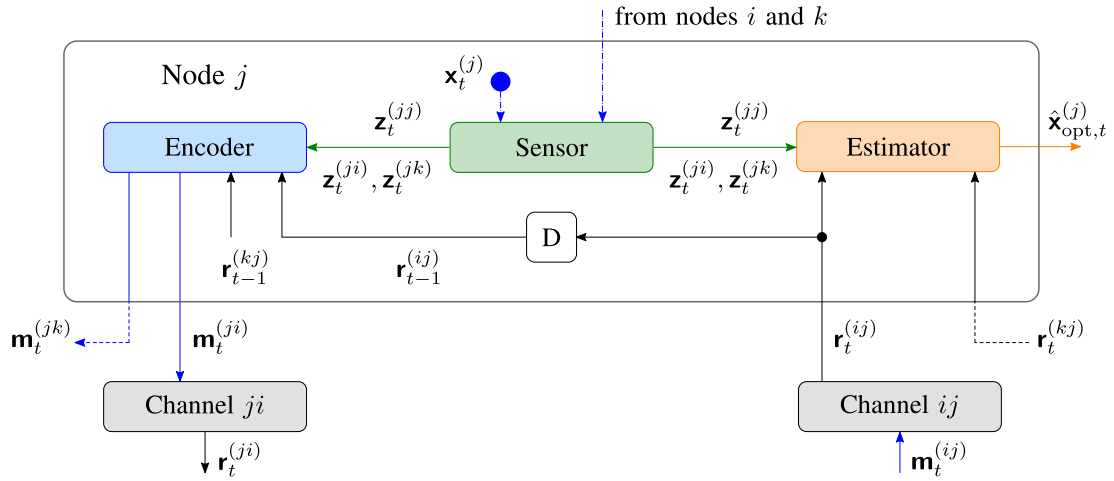 from nodes i and k
Node j
𝐱_t^{(j)}
𝐳_t^{(jj)}
𝐳_t^{(jj)}
𝐱̂_{opt,t}^{(j)}
Encoder
Sensor
Estimator
𝐳_t^{(ji)}, 𝐳_t^{(jk)}
𝐳_t^{(ji)}, 𝐳_t^{(jk)}
D
𝐫_{t−1}^{(kj)}
𝐫_{t−1}^{(ij)}
𝐦_t^{(jk)}
𝐦_t^{(ji)}
𝐫_t^{(ij)}
𝐫_t^{(kj)}
Channel ji
Channel ij
𝐫_t^{(ji)}
𝐦_t^{(ij)}